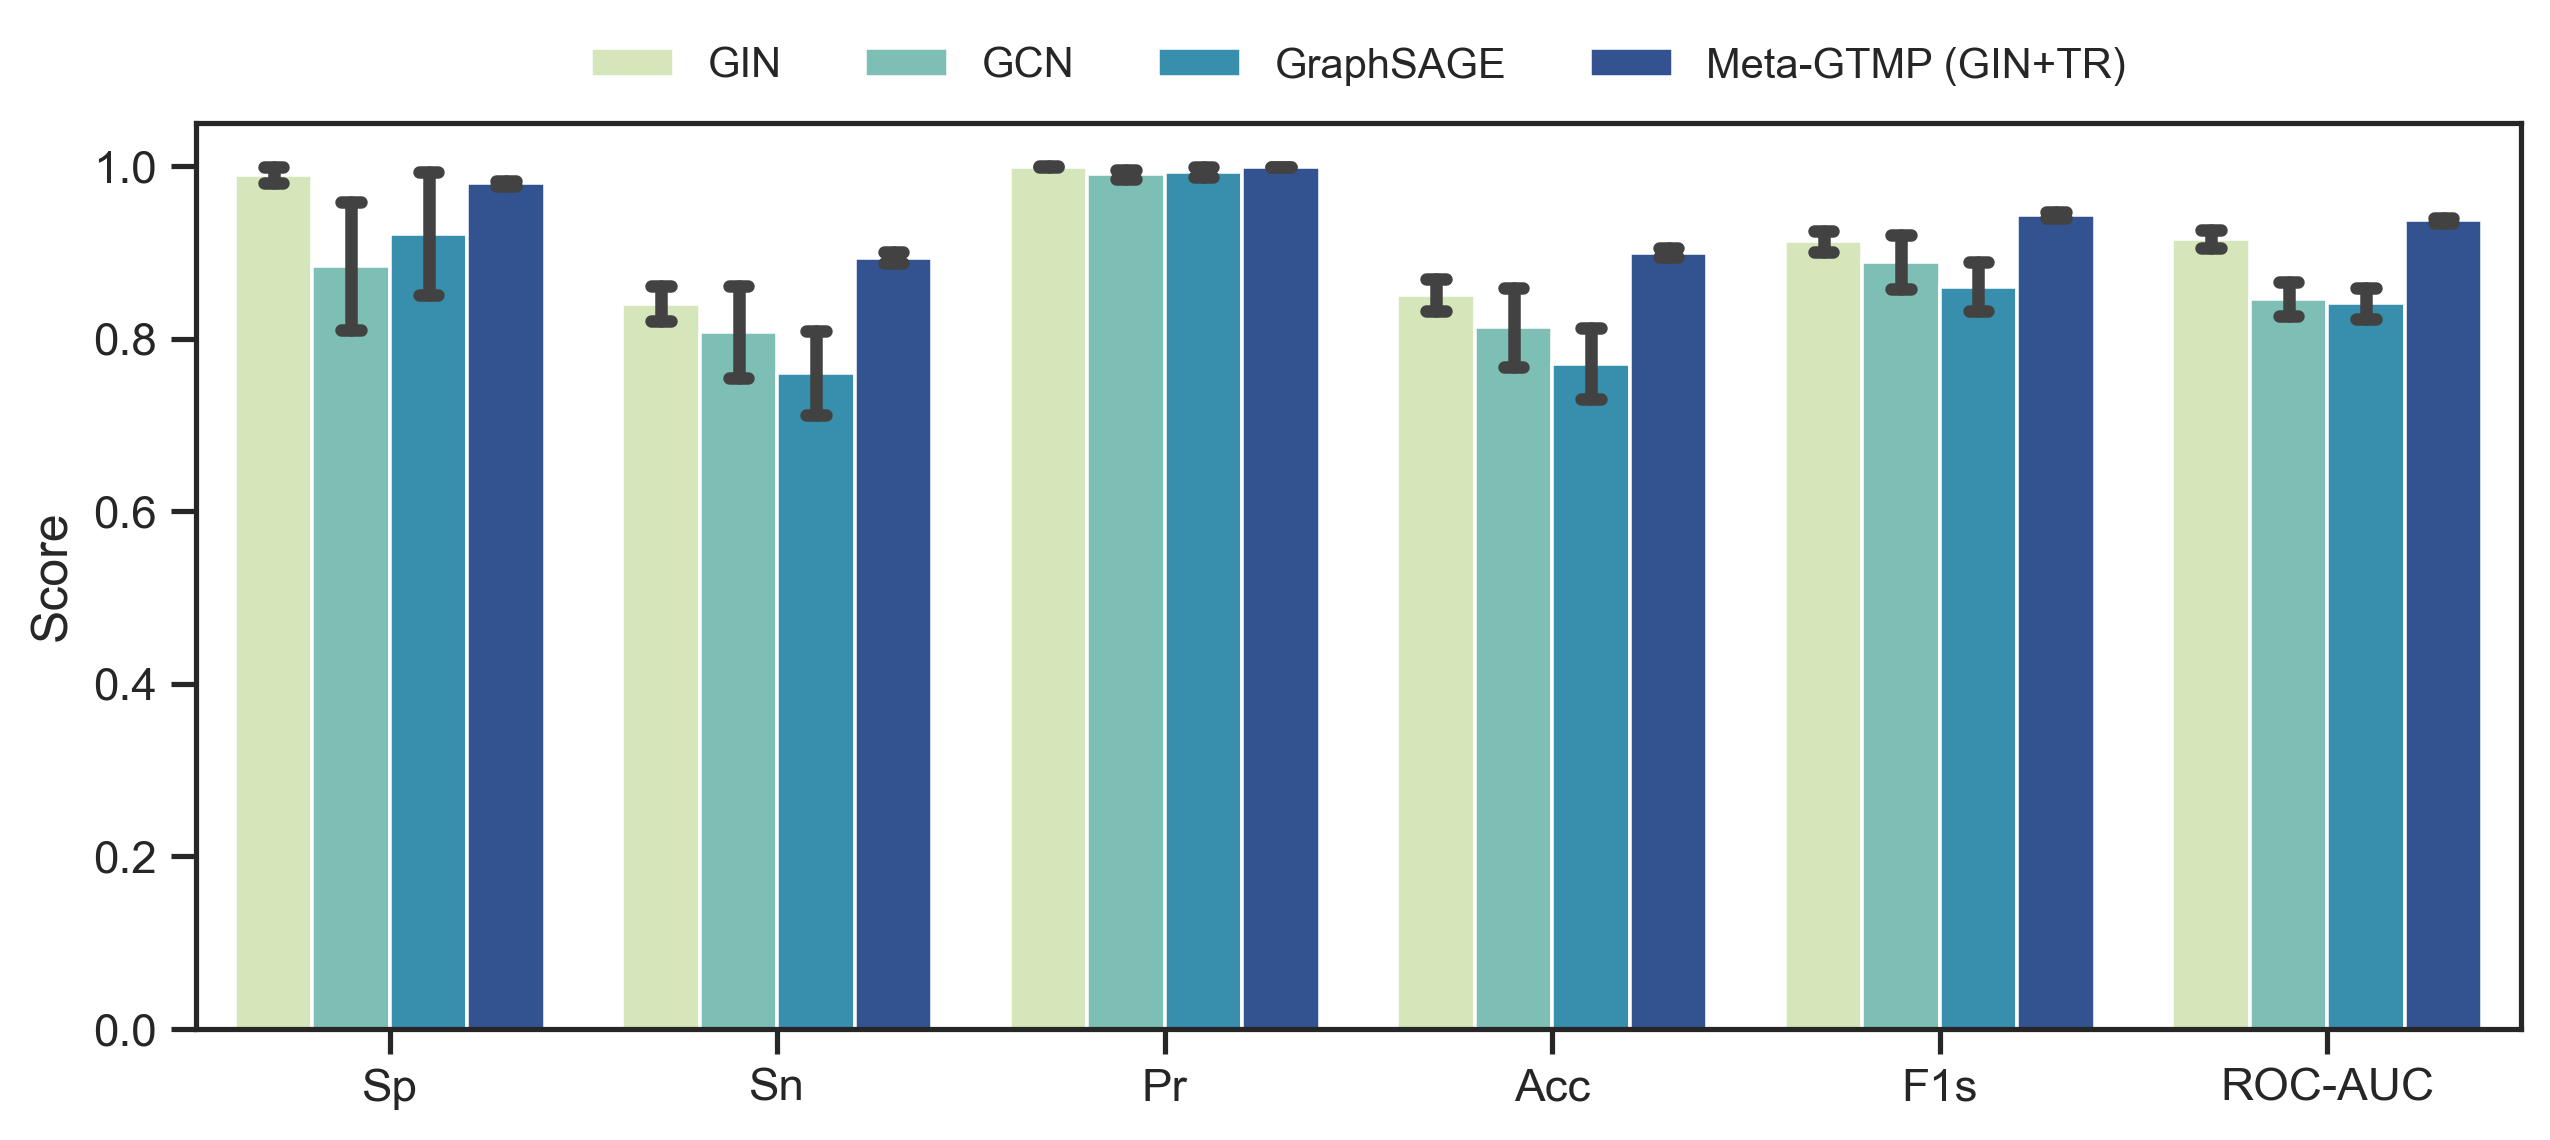 GIN GCN GraphSAGE Meta-GTMP (GIN+TR)
Score
1.0
0.8
0.6
0.4
0.2
0.0
Sp Sn Pr Acc F1s ROC-AUC